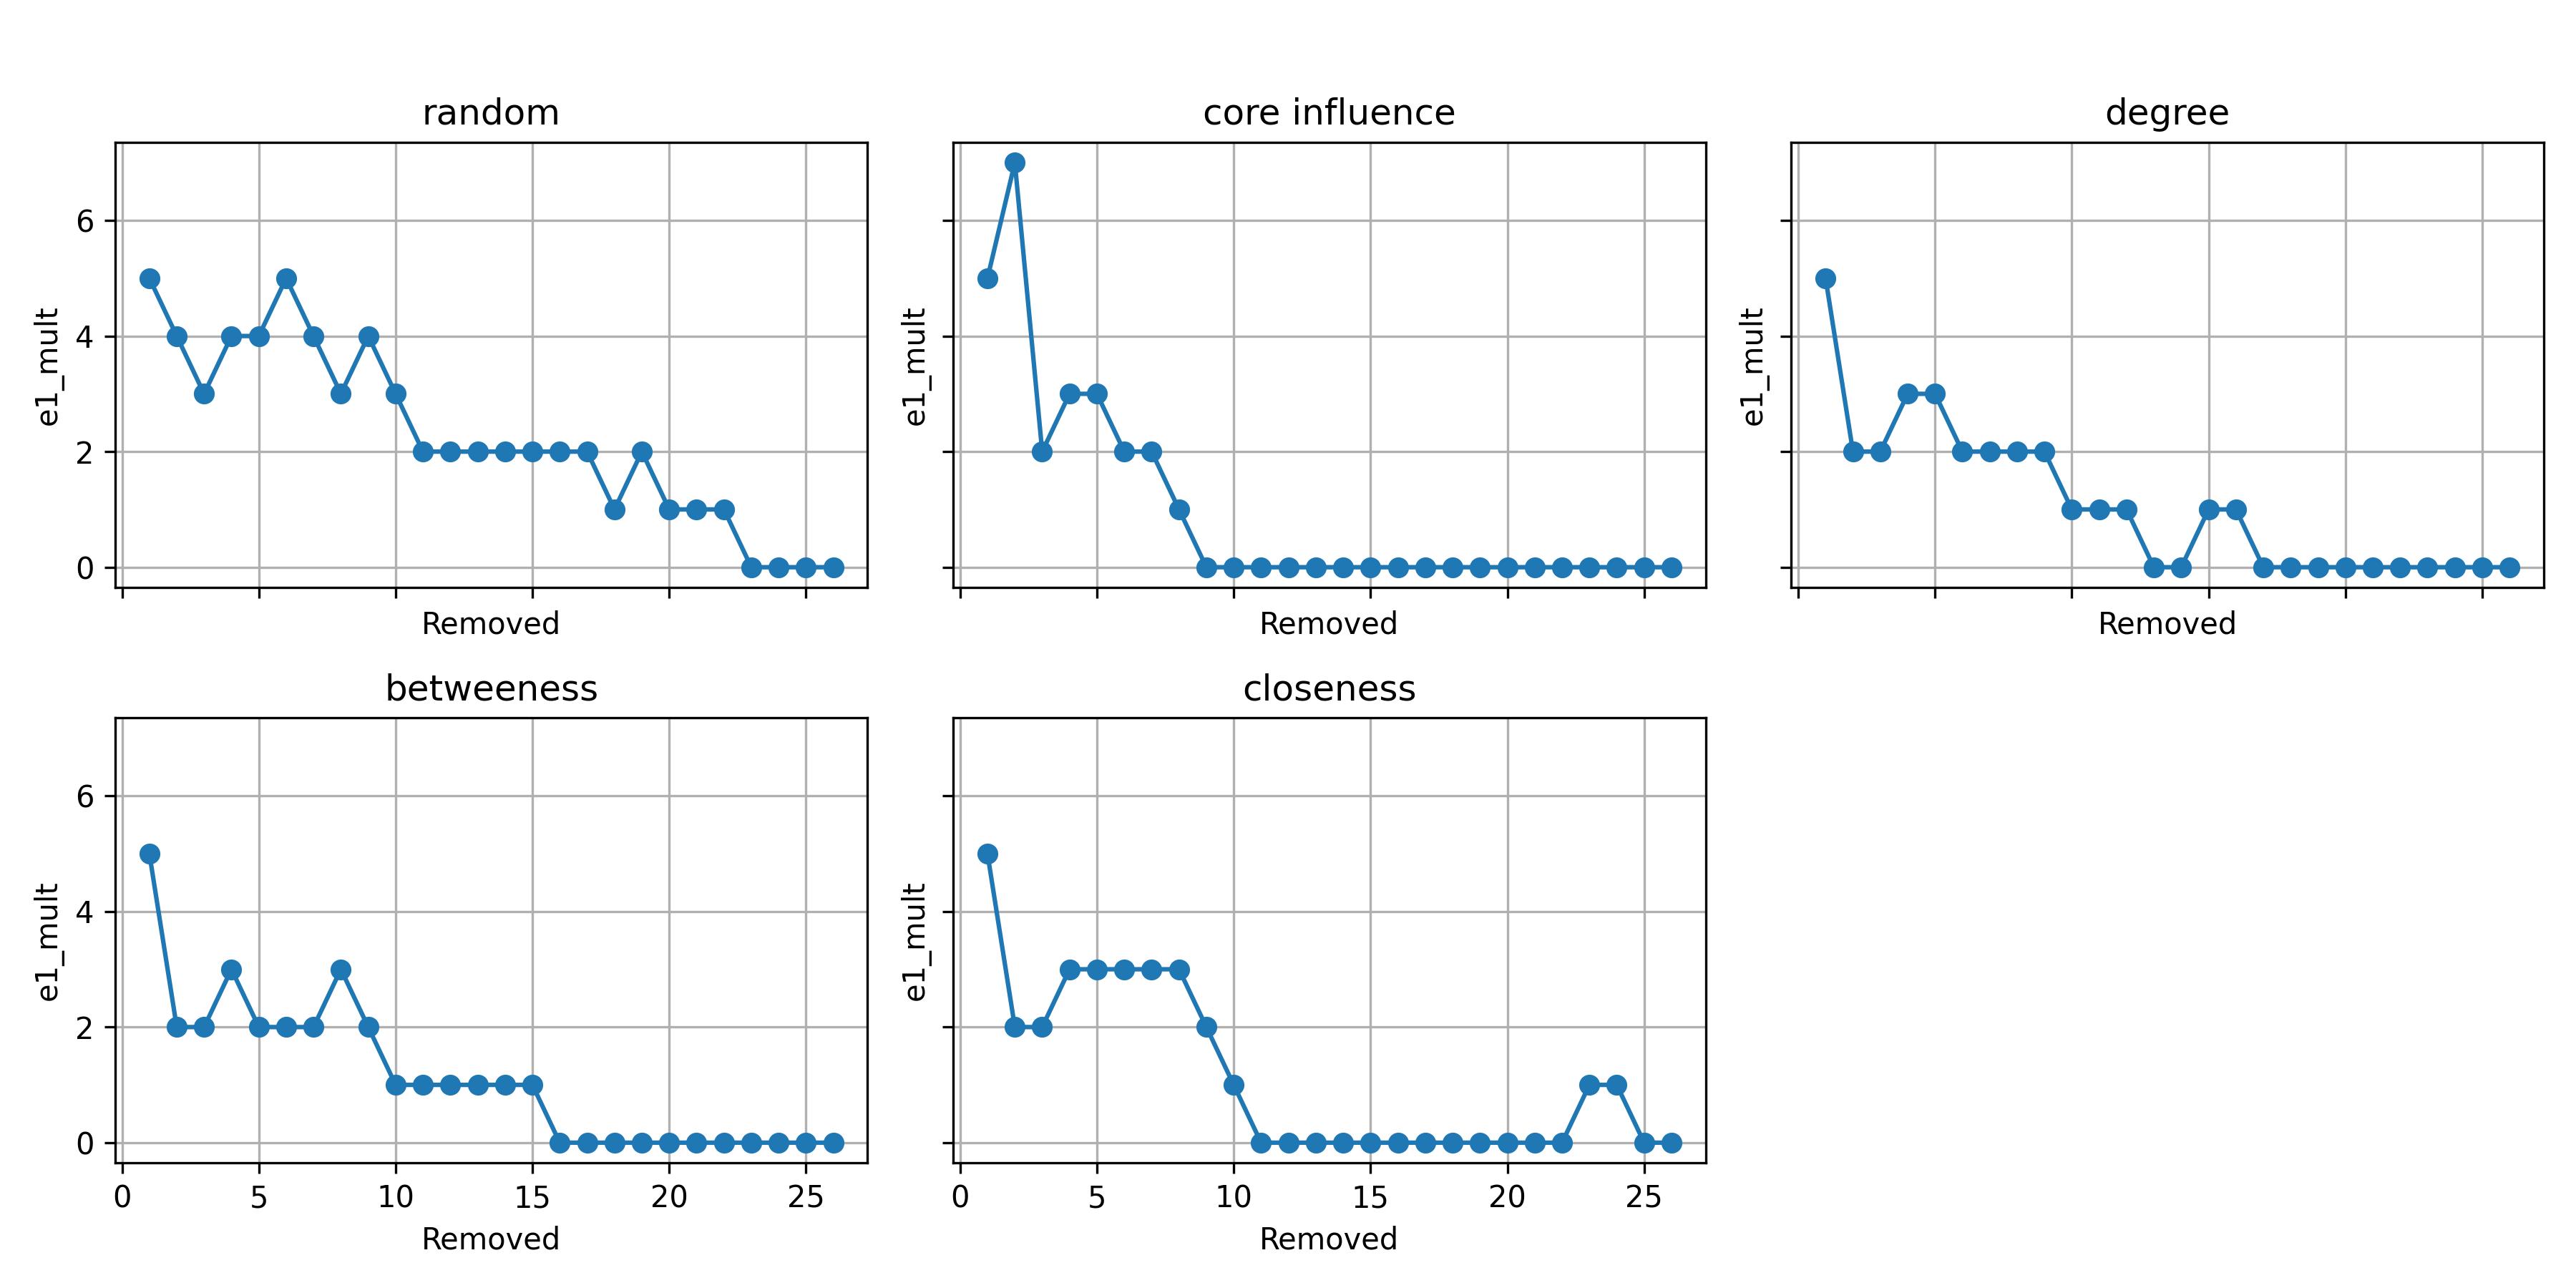 random
6
4
2
0
e1_mult
Removed
core influence
e1_mult
Removed
degree
e1_mult
Removed
betweeness
6
4
2
0
e1_mult
0 5 10 15 20 25
Removed
closeness
e1_mult
0 5 10 15 20 25
Removed